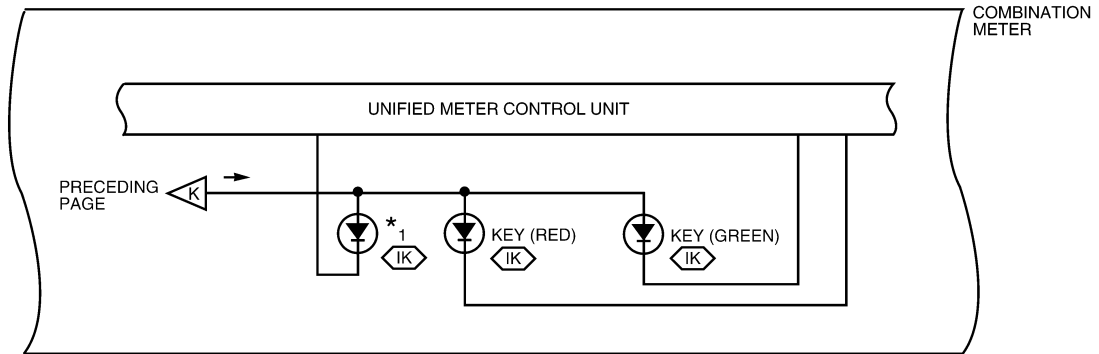 COMBINATION
METER
UNIFIED METER CONTROL UNIT
PRECEDING
PAGE
K
*1
IK
KEY (RED)
IK
KEY (GREEN)
IK